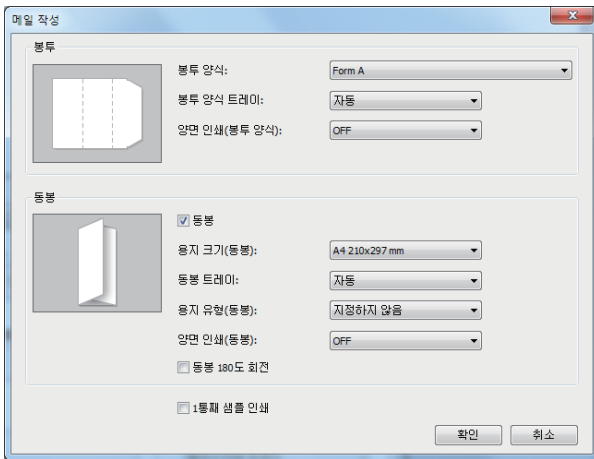 메일 작성
봉투
봉투 양식: Form A
봉투 양식 트레이: 자동
양면 인쇄(봉투 양식): OFF
동봉
동봉
용지 크기(동봉): A4 210x297 mm
동봉 트레이: 자동
용지 유형(동봉): 지정하지 않음
양면 인쇄(동봉): OFF
동봉 180도 회전
1통째 샘플 인쇄
확인 취소